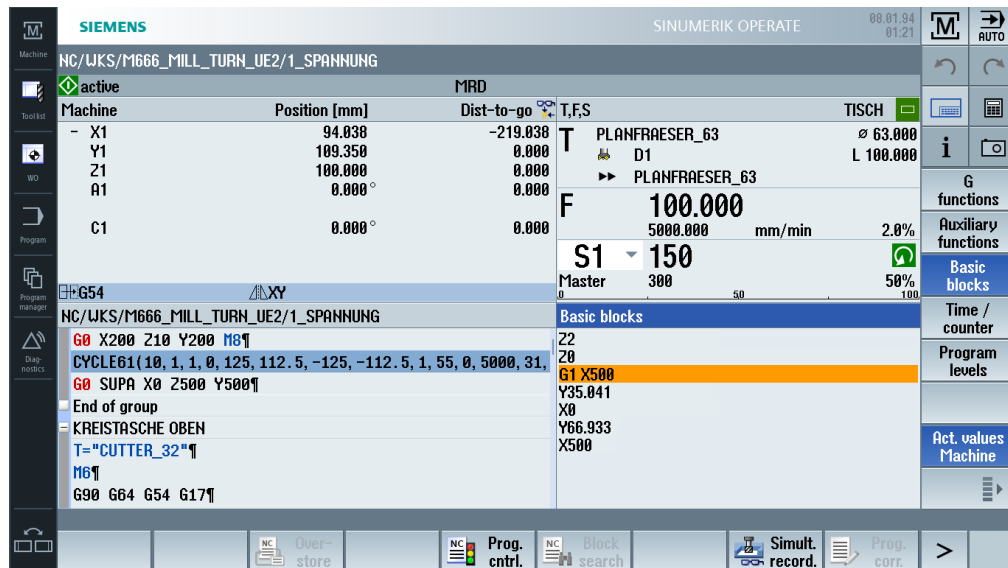 SIEMENS
SINUMERIK OPERATE
08.01.94
01:21
M
AUTO
Machine
NC/WKS/M666_MILL_TURN_UE2/1_SPANNUNG
active
MRD
Machine Position [mm] Dist-to-go
T,F,S TISCH
- X1 94.038 -219.038
Y1 109.350 0.000
Z1 100.000 0.000
A1 0.000° 0.000
C1 0.000° 0.000
T PLANFRAESER_63 ø 63.000
D1 L 100.000
PLANFRAESER_63
F 100.000
5000.000 mm/min 2.0%
S1 150
Master 300 50%
0 50 100
G54 XY
NC/WKS/M666_MILL_TURN_UE2/1_SPANNUNG
G0 X200 Z10 Y200 M8¶
CYCLE61(10,1,1,0,125,112.5,-125,-112.5,1,55,0,5000,31,
G0 SUPA X0 Z500 Y500¶
End of group
KREISTASCHE OBEN
T="CUTTER_32"¶
M6¶
G90 G64 G54 G17¶
Basic blocks
Z2
Z0
G1 X500
Y35.041
X0
Y66.933
X500
M
Tool list
WO
Program
Program manager
Diag-
nostics
i
G
functions
Auxiliary
functions
Basic
blocks
Time /
counter
Program
levels
Act. values
Machine
NC Over-
store
NC Prog.
cntrl.
NC Block
search
Simult.
record.
Prog.
corr.
>